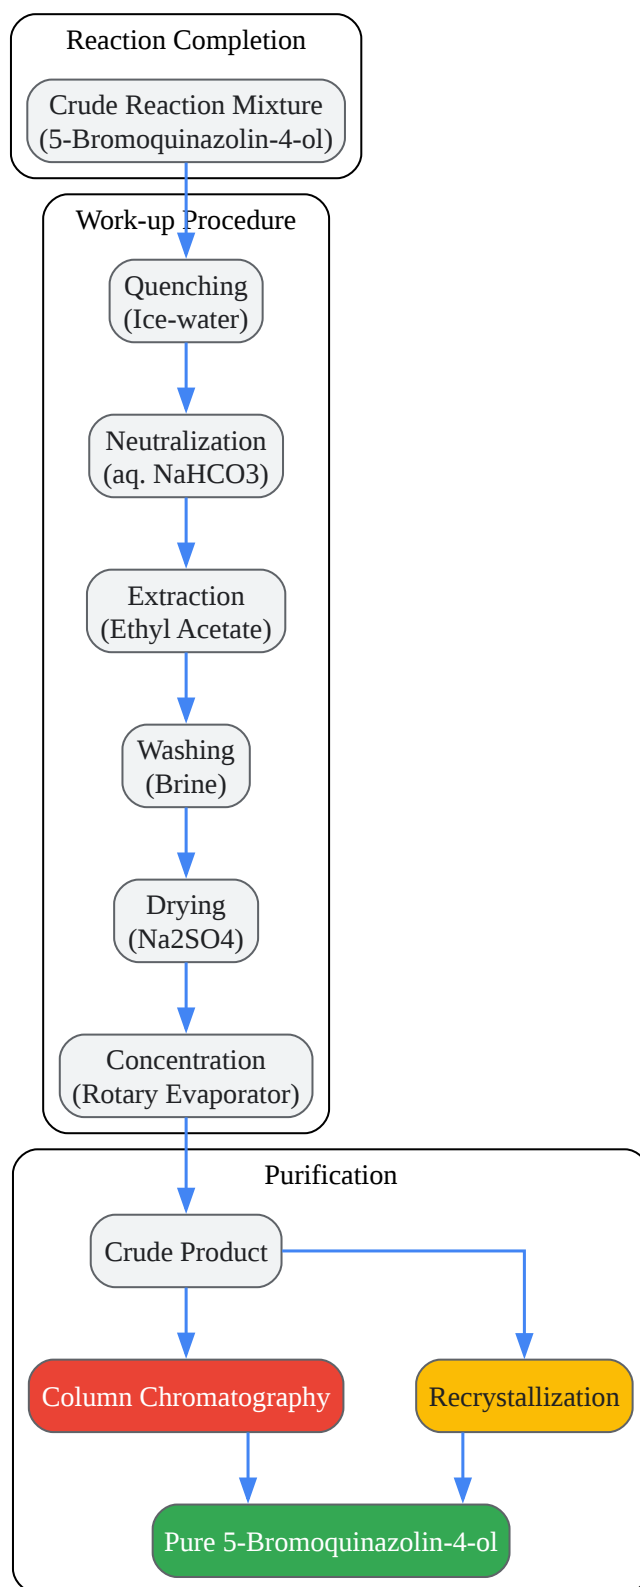 Reaction Completion
Crude Reaction Mixture
(5-Bromoquinazolin-4-ol)
Work-up Procedure
Quenching
(Ice-water)
Neutralization
(aq. NaHCO3)
Extraction
(Ethyl Acetate)
Washing
(Brine)
Drying
(Na2SO4)
Concentration
(Rotary Evaporator)
Purification
Crude Product
Column Chromatography
Recrystallization
Pure 5-Bromoquinazolin-4-ol